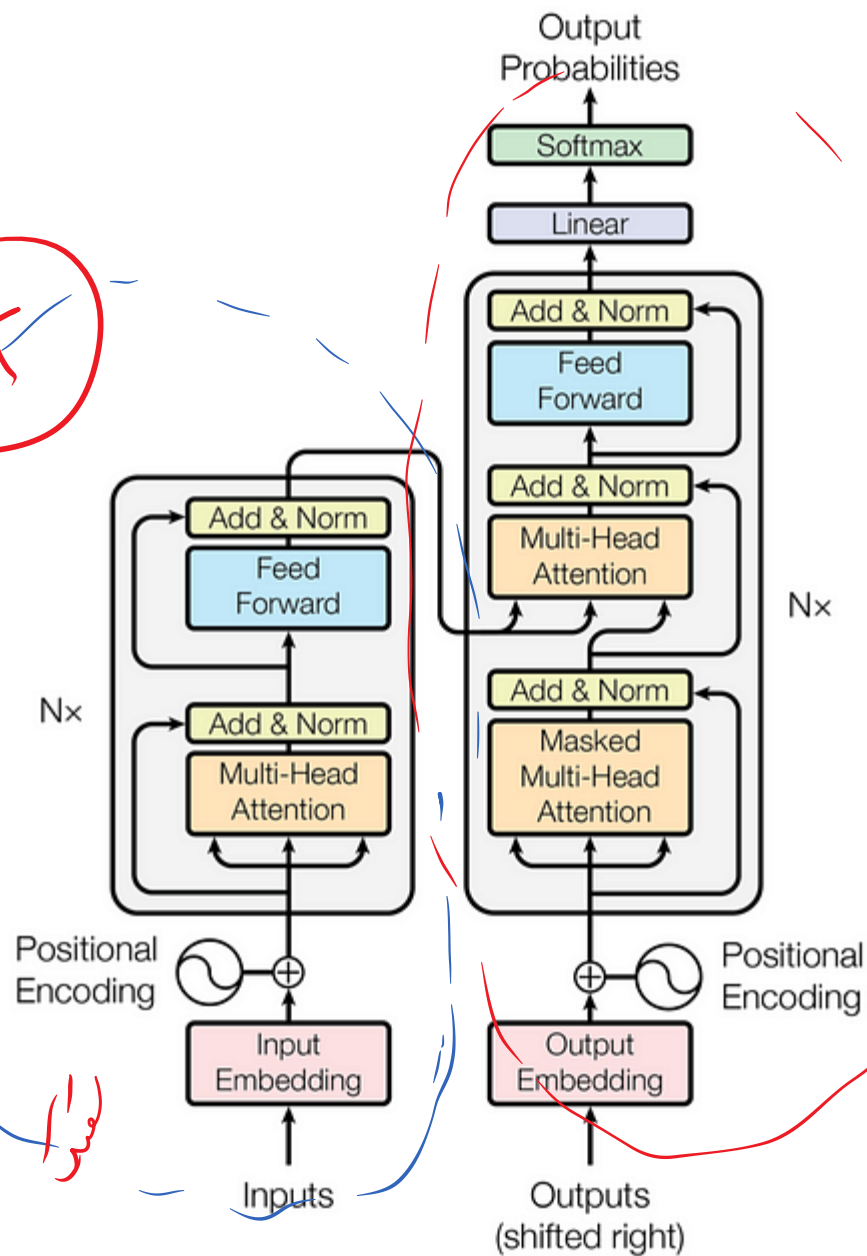 Output
Probabilities
Softmax
Linear
Add & Norm
Feed
Forward
Add & Norm
Multi-Head
Attention
Nx
Add & Norm
Masked
Multi-Head
Attention
Add & Norm
Feed
Forward
Nx
Add & Norm
Multi-Head
Attention
Positional
Encoding
Positional
Encoding
Input
Embedding
Output
Embedding
Inputs
Outputs
(shifted right)